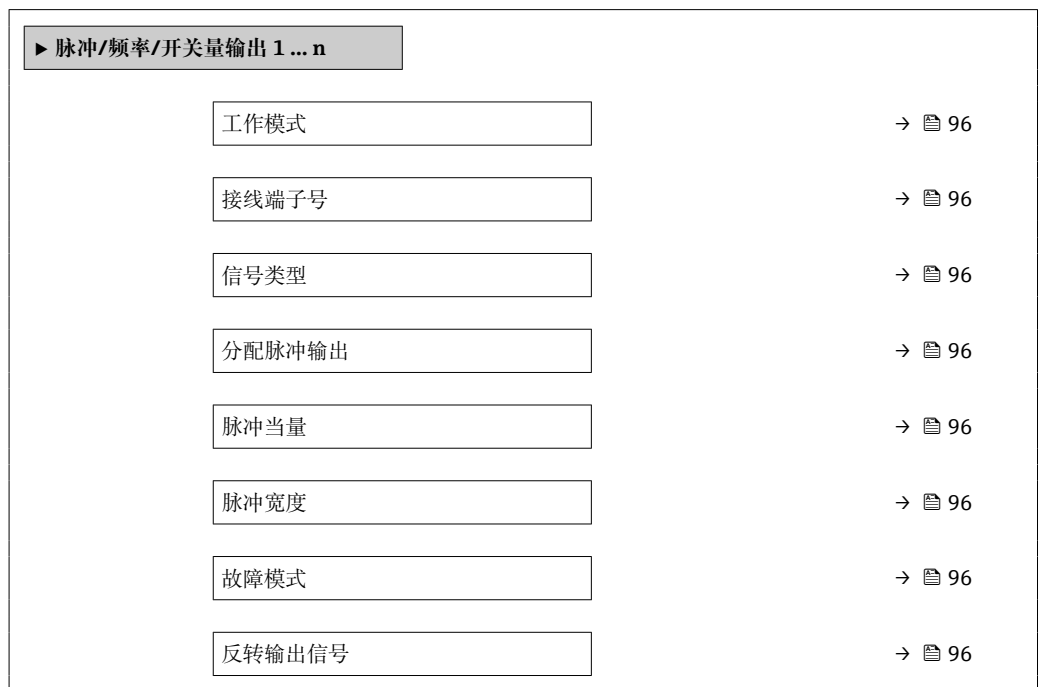 ▶ 脉冲/频率/开关量输出 1 ... n
工作模式 → 96
接线端子号 → 96
信号类型 → 96
分配脉冲输出 → 96
脉冲当量 → 96
脉冲宽度 → 96
故障模式 → 96
反转输出信号 → 96